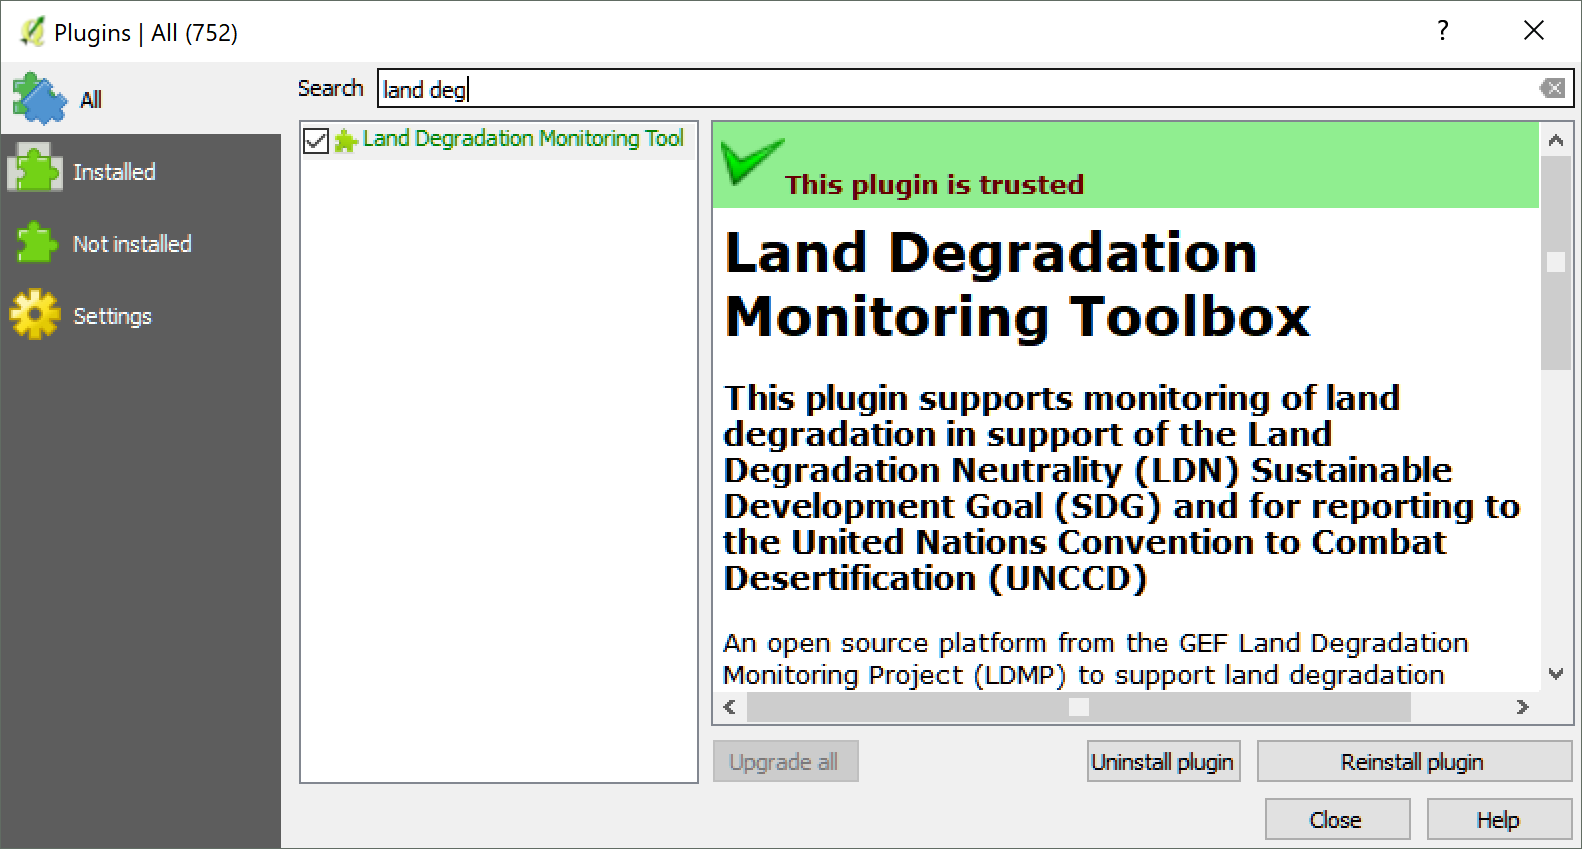 Plugins | All (752)
?
All
Installed
Not installed
Settings
Search
land deg
Land Degradation Monitoring Tool
This plugin is trusted
Land Degradation
Monitoring Toolbox
This plugin supports monitoring of land
degradation in support of the Land
Degradation Neutrality (LDN) Sustainable
Development Goal (SDG) and for reporting to
the United Nations Convention to Combat
Desertification (UNCCD)
An open source platform from the GEF Land Degradation
Monitoring Project (LDMP) to support land degradation
Upgrade all
Uninstall plugin
Reinstall plugin
Close
Help